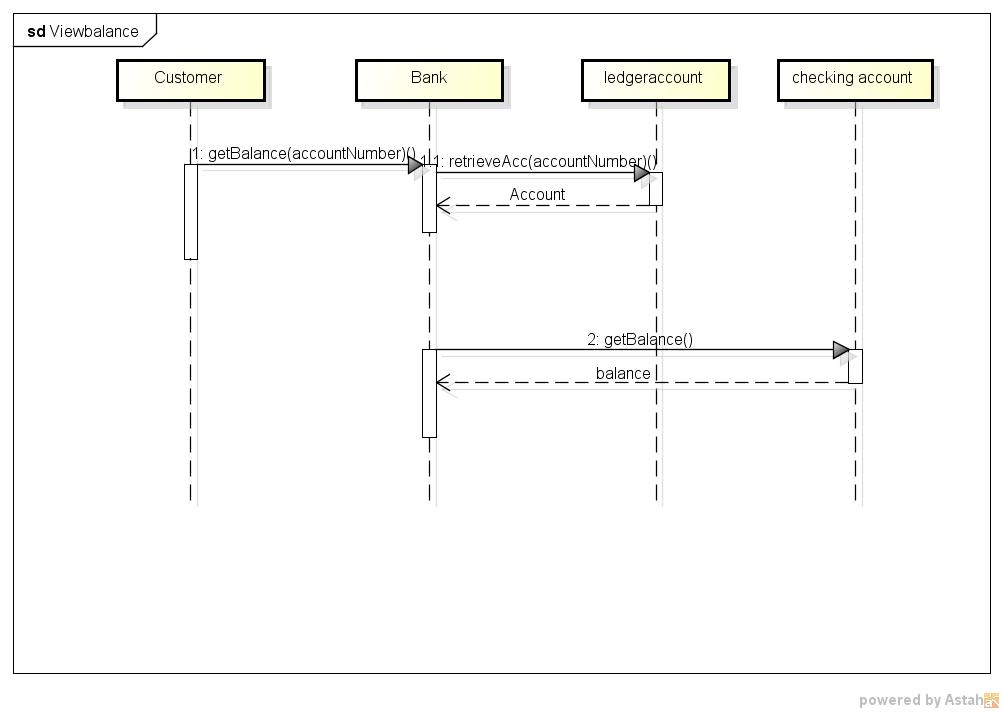 sd Viewbalance
Customer
Bank
ledgeraccount
checking account
1: getBalance(accountNumber)()
1.1: retrieveAcc(accountNumber)()
Account
2: getBalance()
balance
powered by Astah